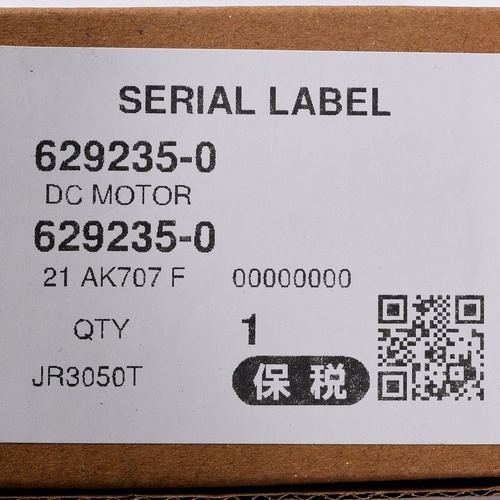 SERIAL LABEL
629235-0
DC MOTOR
629235-0
21 AK707 F 00000000
QTY 1
JR3050T 保税